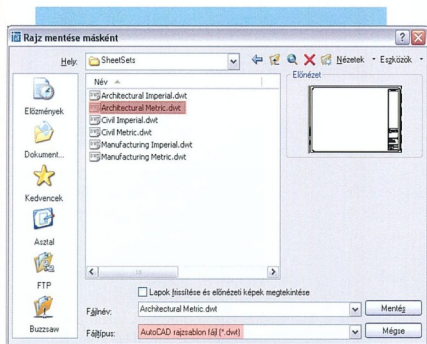 Rajz mentése másként
Hely: SheetSets Nézetek Eszközök
Előzmények
Dokument...
Kedvencek
Asztal
FTP
Buzzsaw
Név
Architectural Imperial.dwt
Architectural Metric.dwt
Civil Imperial.dwt
Civil Metric.dwt
Manufacturing Imperial.dwt
Manufacturing Metric.dwt
Előnézet
Lapok frissítése és előnézeti képek megtekintése
Fájlnév: Architectural Metric.dwt Mentés
Fájltípus: AutoCAD rajzsablon fájl (*.dwt) Mégse